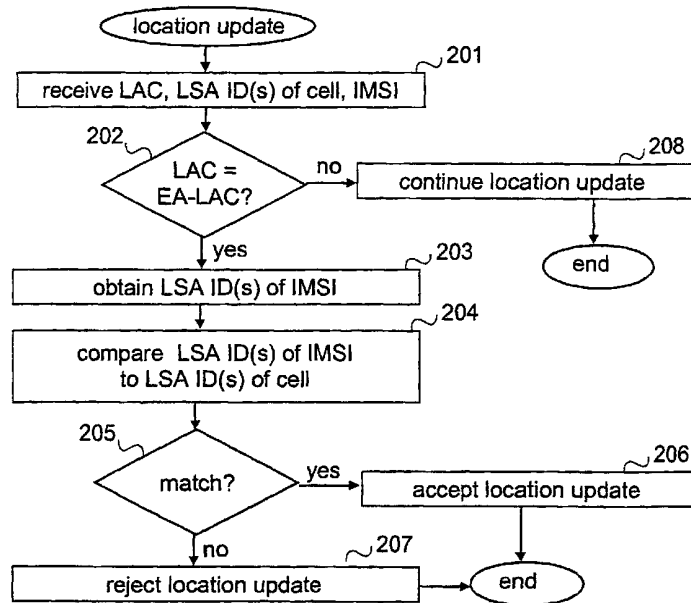 location update
201
receive LAC, LSA ID(s) of cell, IMSI
202
LAC =
EA-LAC?
no
208
continue location update
yes
end
203
obtain LSA ID(s) of IMSI
204
compare LSA ID(s) of IMSI
to LSA ID(s) of cell
205
match?
yes
206
accept location update
no
207
reject location update
end